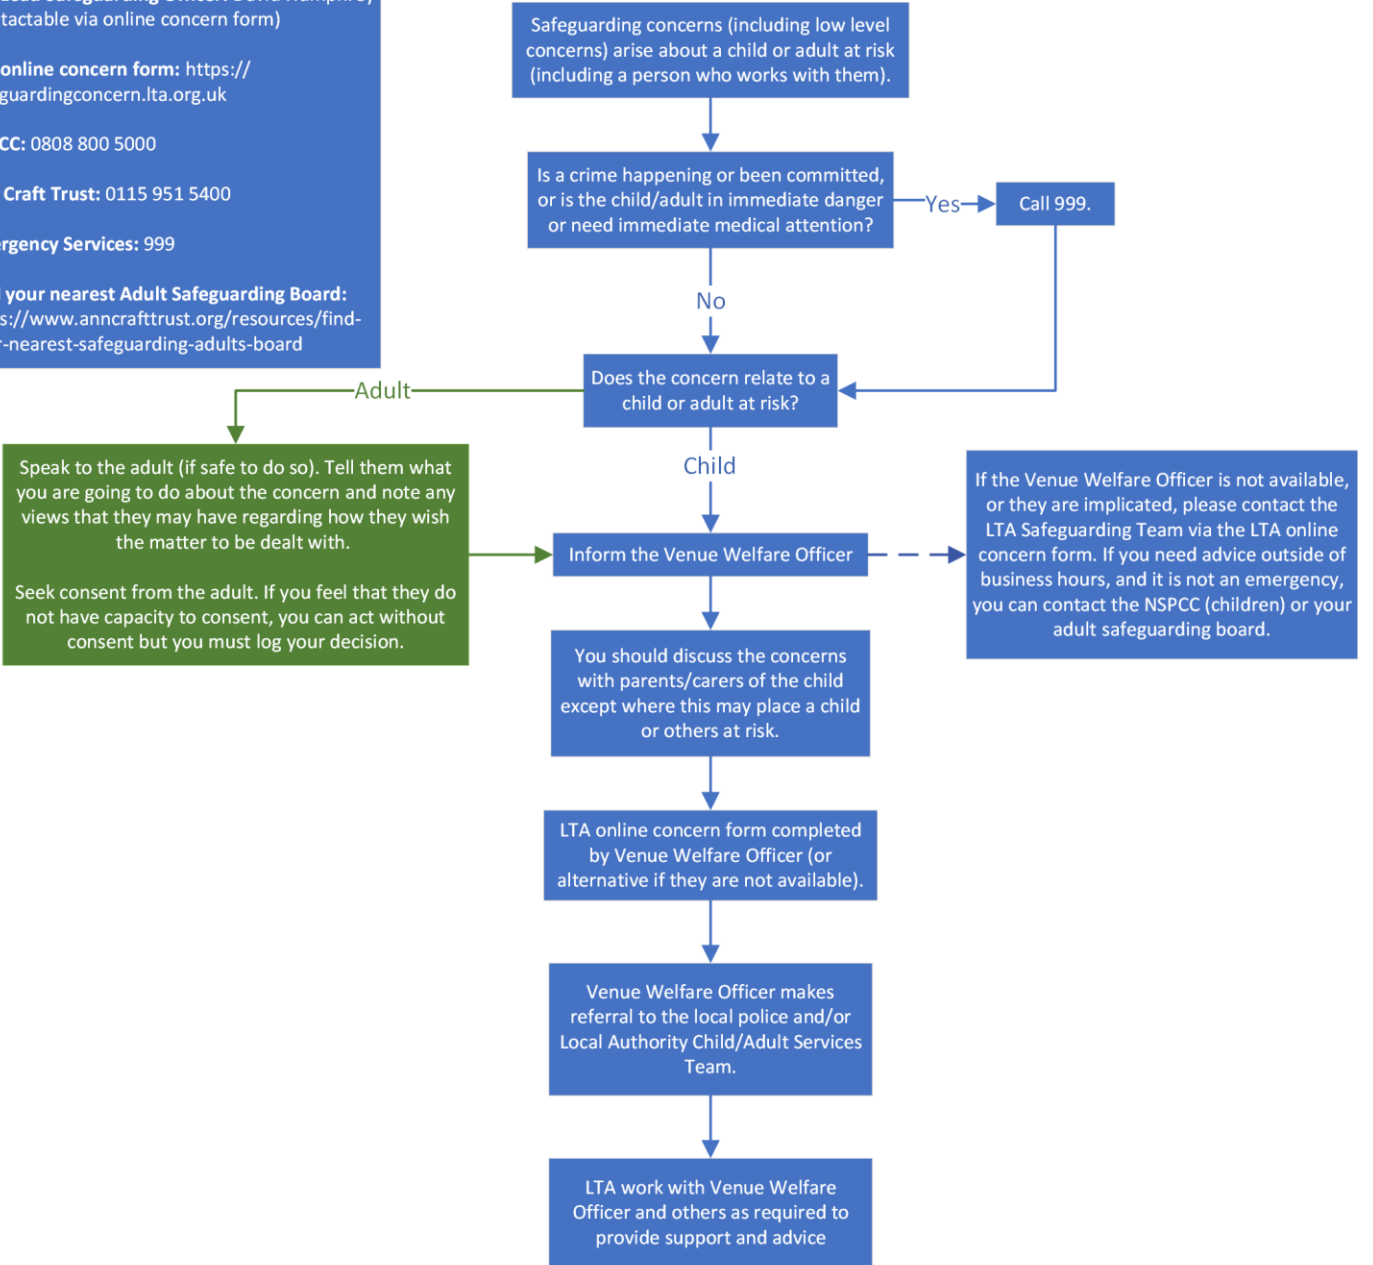 Safeguarding
tactable via online concern form)
online concern form: https://
guardingconcern.lta.org.uk
CC: 0808 800 5000
Craft Trust: 0115 951 5400
ergency Services: 999
your nearest Adult Safeguarding Board:
s://www.anncrafttrust.org/resources/find-
r-nearest-safeguarding-adults-board
Safeguarding concerns (including low level
concerns) arise about a child or adult at risk
(including a person who works with them).
Is a crime happening or been committed,
or is the child/adult in immediate danger
or need immediate medical attention?
Yes
Call 999.
No
Does the concern relate to a
child or adult at risk?
Adult
Child
Speak to the adult (if safe to do so). Tell them what
you are going to do about the concern and note any
views that they may have regarding how they wish
the matter to be dealt with.
Seek consent from the adult. If you feel that they do
not have capacity to consent, you can act without
consent but you must log your decision.
Inform the Venue Welfare Officer
If the Venue Welfare Officer is not available,
or they are implicated, please contact the
LTA Safeguarding Team via the LTA online
concern form. If you need advice outside of
business hours, and it is not an emergency,
you can contact the NSPCC (children) or your
adult safeguarding board.
You should discuss the concerns
with parents/carers of the child
except where this may place a child
or others at risk.
LTA online concern form completed
by Venue Welfare Officer (or
alternative if they are not available).
Venue Welfare Officer makes
referral to the local police and/or
Local Authority Child/Adult Services
Team.
LTA work with Venue Welfare
Officer and others as required to
provide support and advice